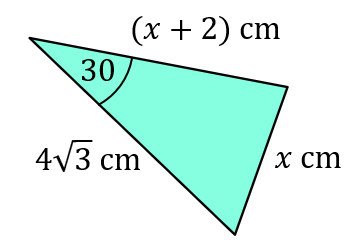 (x + 2) cm
30
4√3 cm
x cm